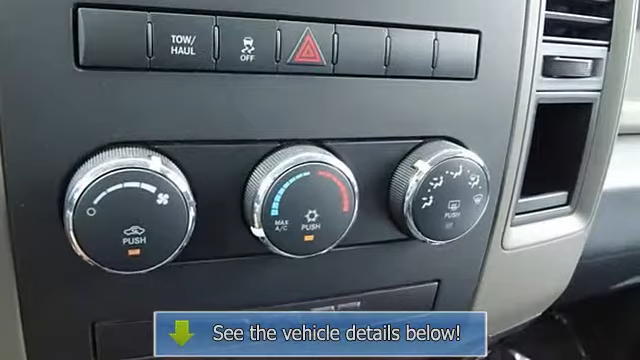 TOW/
HAUL
OFF
PUSH
MAX
A/C
PUSH
PUSH
See the vehicle details below!